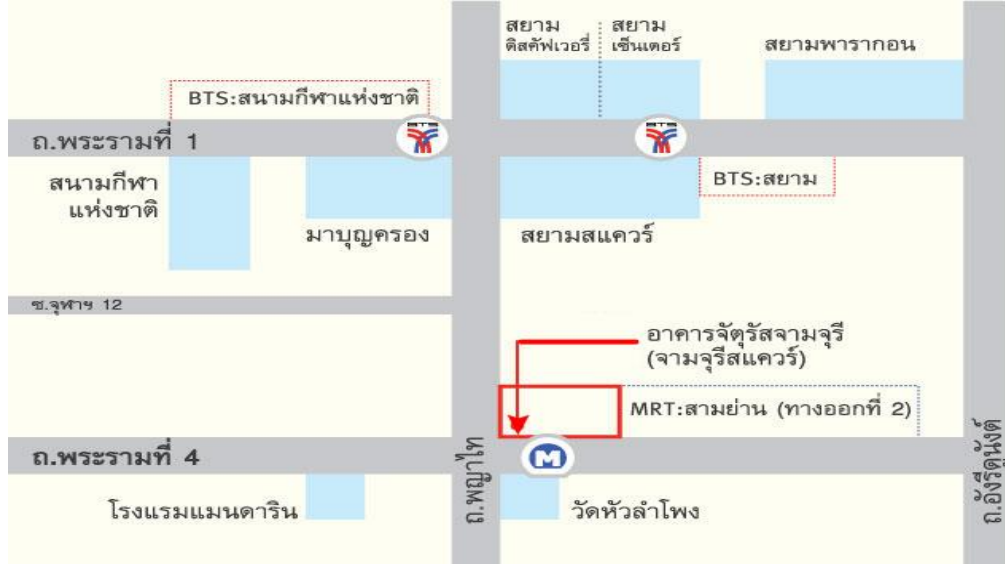 สยาม
ดิสคัฟเวอรี่
สยาม
เซ็นเตอร์
สยามพารากอน
BTS:สนามกีฬาแห่งชาติ
BTS
BTS
ถ.พระรามที่ 1
สนามกีฬา
แห่งชาติ
มาบุญครอง
สยามสแควร์
BTS:สยาม
ซ.จุฬาฯ 12
อาคารจัตุรัสจามจุรี
(จามจุรีสแควร์)
MRT:สามย่าน (ทางออกที่ 2)
ถ.พระรามที่ 4
M
ถ.พญาไท
ถ.อังรีดูนังต์
โรงแรมแมนดาริน
วัดหัวลำโพง